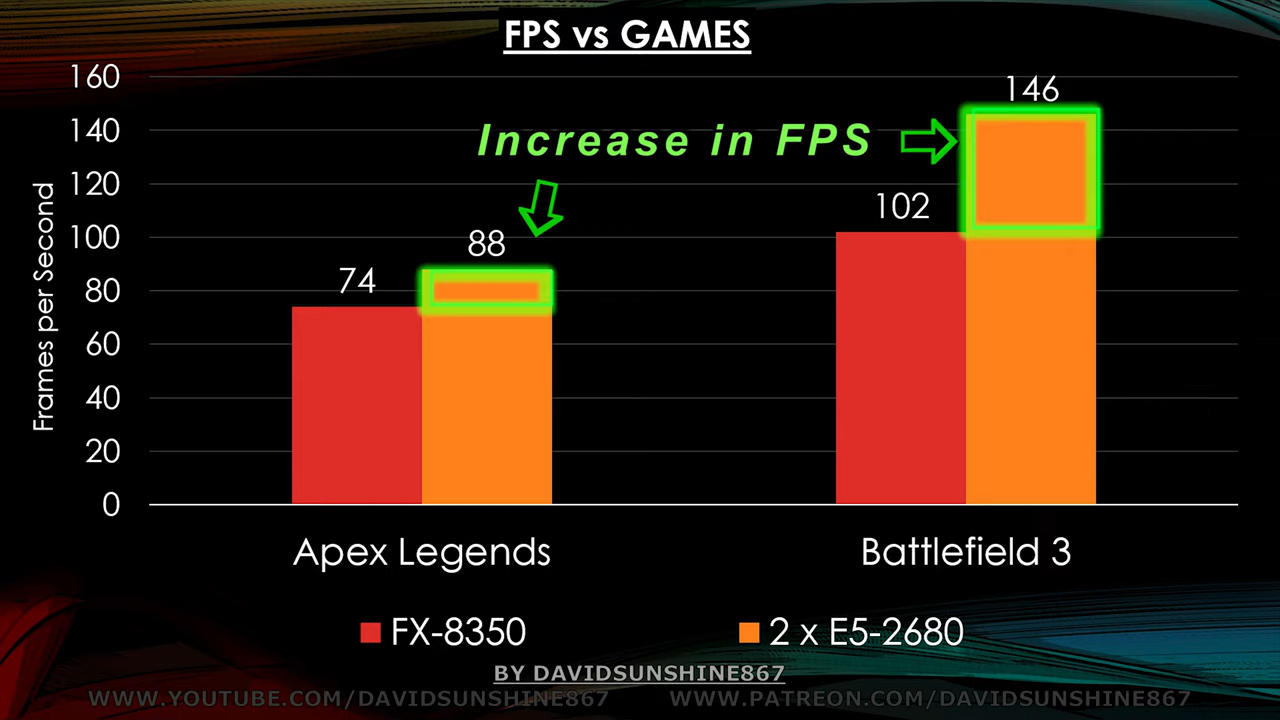 FPS vs GAMES
160
140
120
100
80
60
40
20
0
Frames per Second
Increase in FPS
74
88
102
146
Apex Legends
Battlefield 3
FX-8350
2 x E5-2680
BY DAVIDSUNSHINE867
WWW.YOUTUBE.COM/DAVIDSUNSHINE867
WWW.PATREON.COM/DAVIDSUNSHINE867